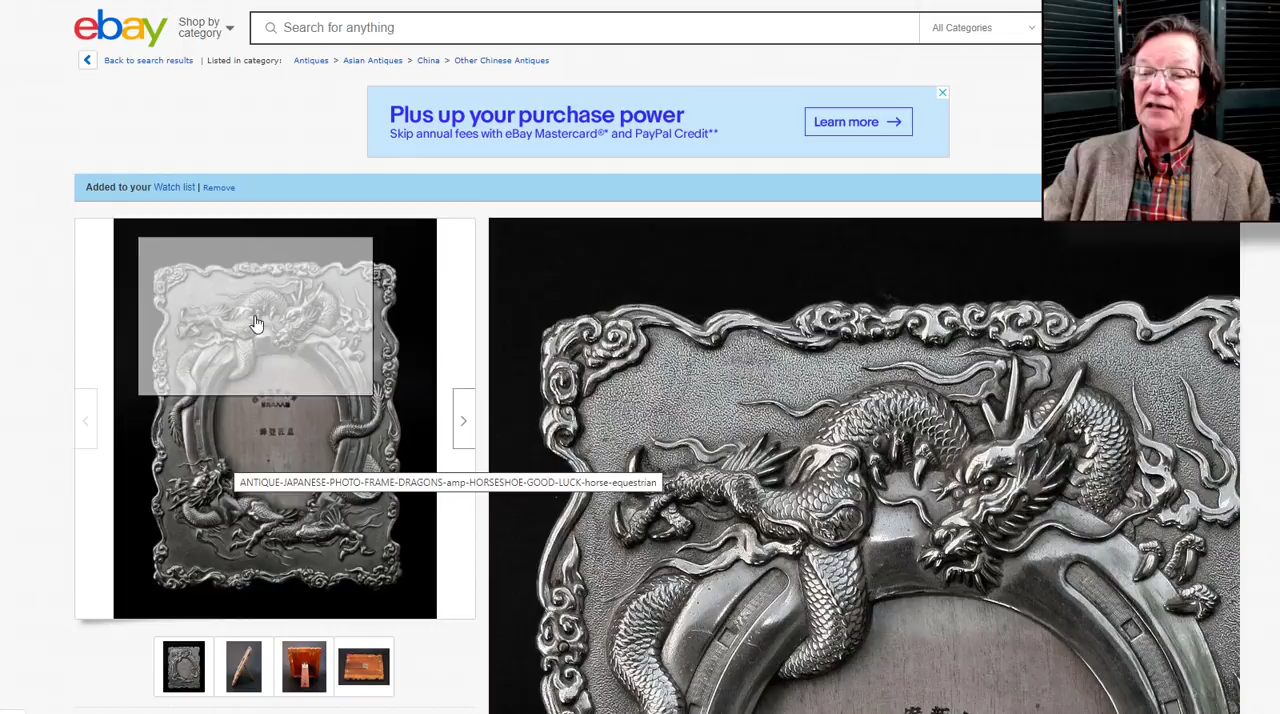 ebay
Shop by
category
Search for anything
All Categories
Back to search results | Listed in category: Antiques > Asian Antiques > China > Other Chinese Antiques
Plus up your purchase power
Skip annual fees with eBay Mastercard®* and PayPal Credit**
Learn more →
Added to your Watch list | Remove
ANTIQUE-JAPANESE-PHOTO-FRAME-DRAGONS-amp-HORSESHOE-GOOD-LUCK-horse-equestrian